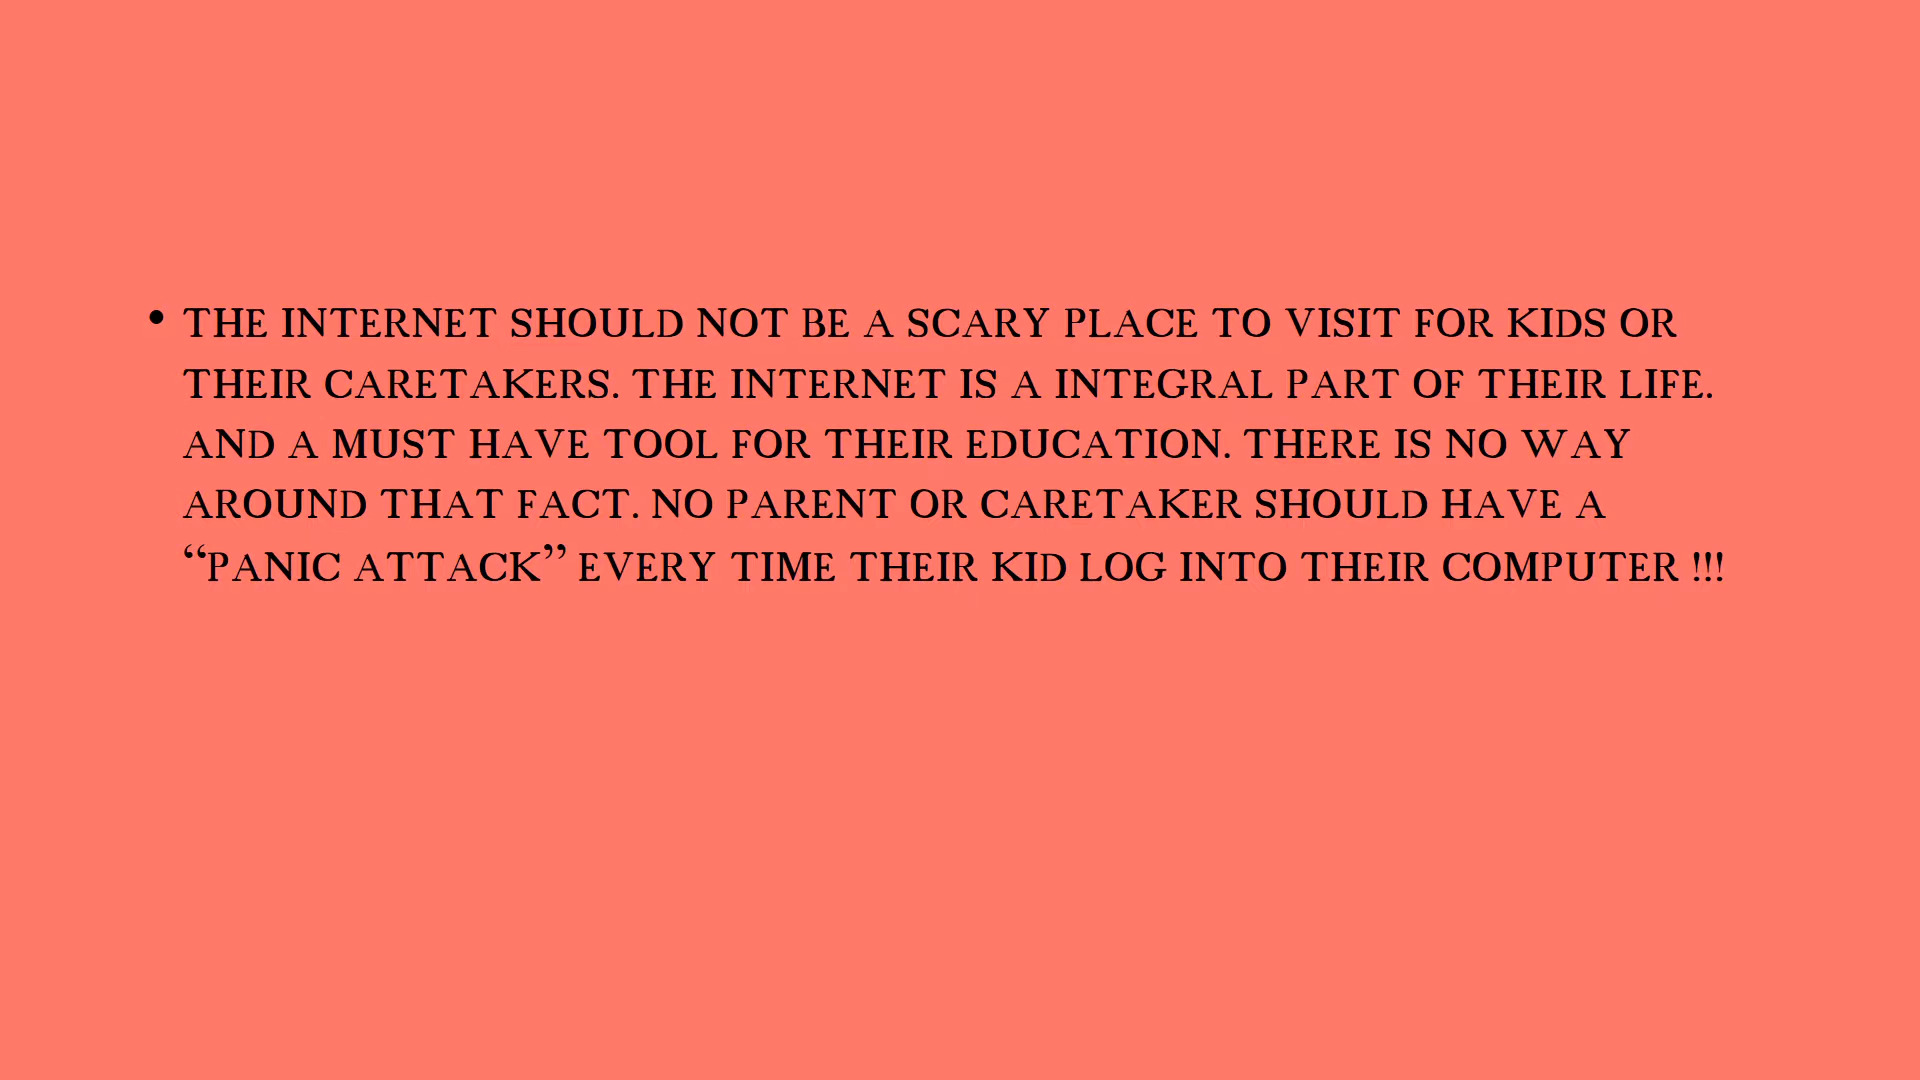 • THE INTERNET SHOULD NOT BE A SCARY PLACE TO VISIT FOR KIDS OR
THEIR CARETAKERS. THE INTERNET IS A INTEGRAL PART OF THEIR LIFE.
AND A MUST HAVE TOOL FOR THEIR EDUCATION. THERE IS NO WAY
AROUND THAT FACT. NO PARENT OR CARETAKER SHOULD HAVE A
“PANIC ATTACK” EVERY TIME THEIR KID LOG INTO THEIR COMPUTER !!!